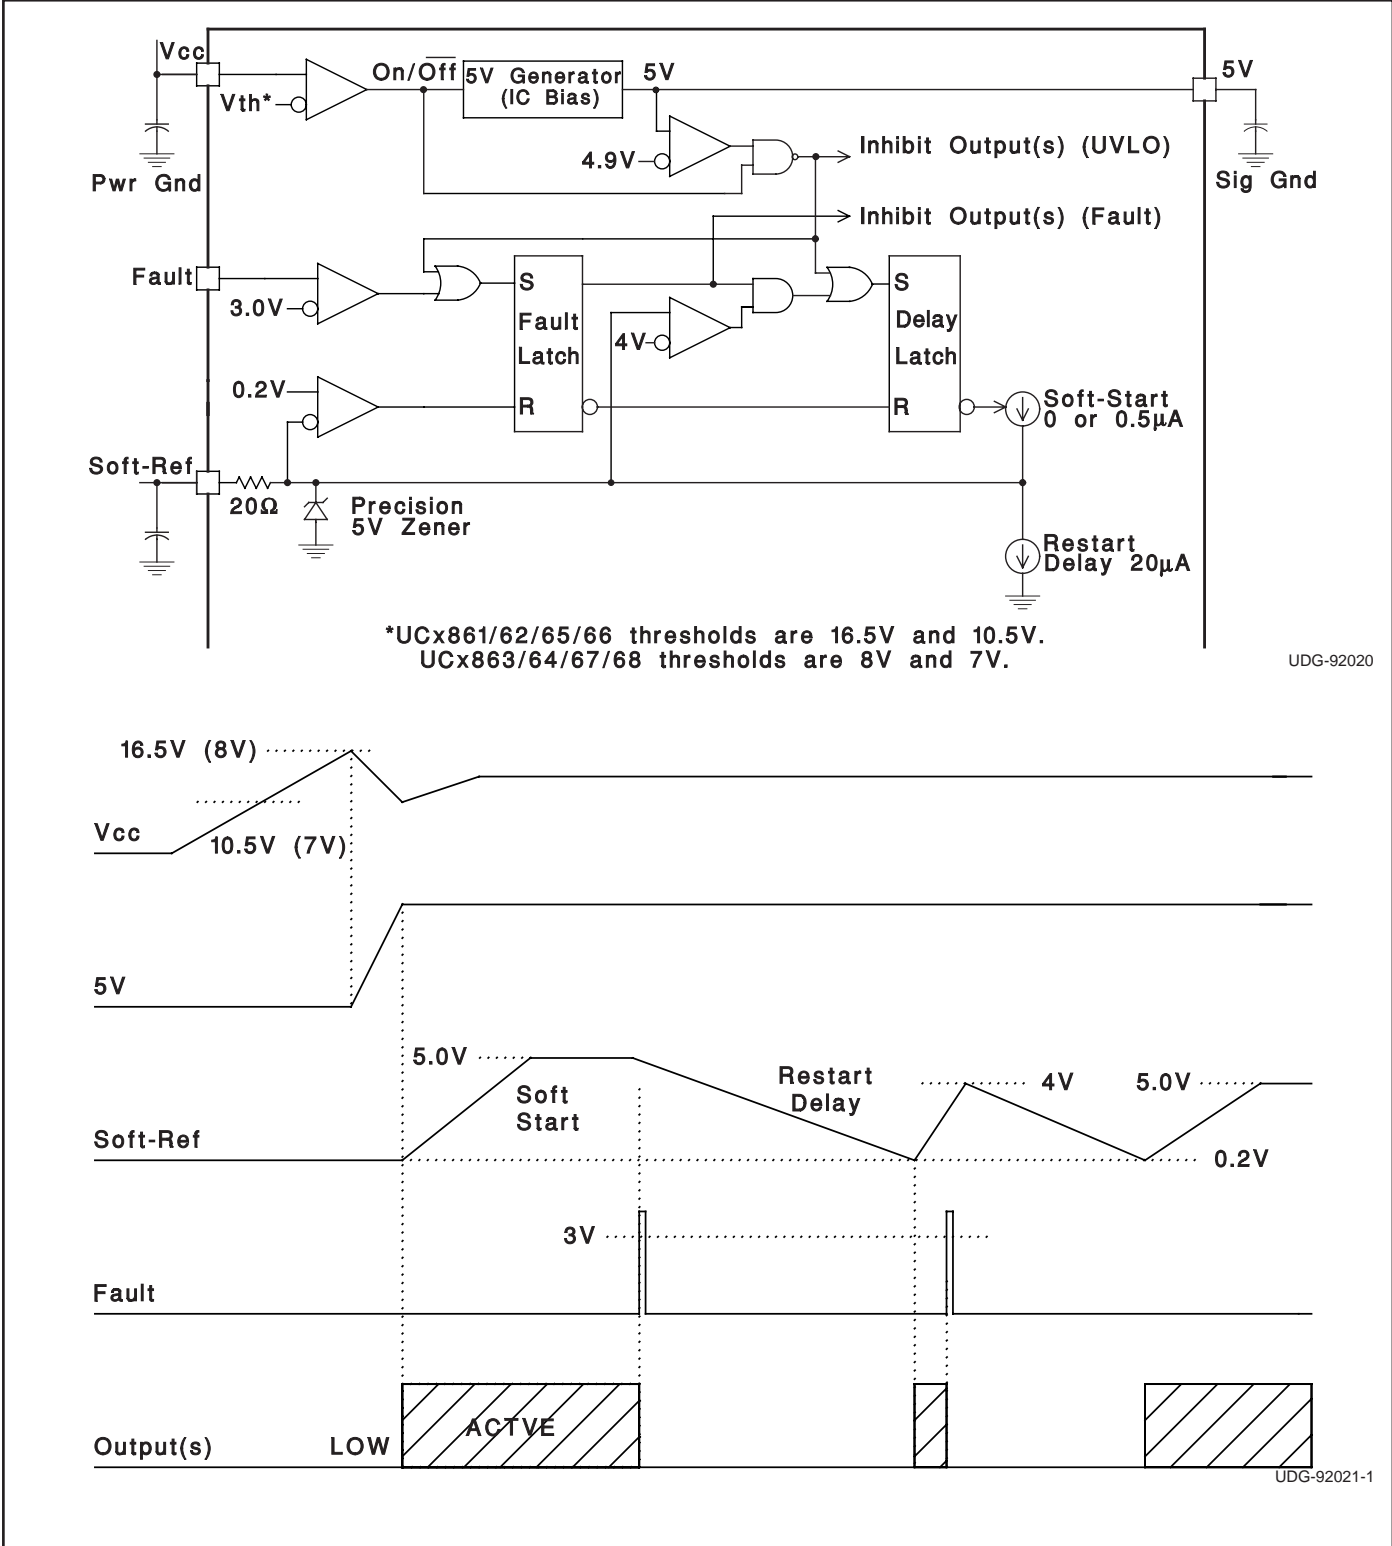 Vcc
On/Off
5V Generator
(IC Bias)
5V
5V
Vth*
4.9V
Inhibit Output(s) (UVLO)
Pwr Gnd
Sig Gnd
Inhibit Output(s) (Fault)
Fault
3.0V
S
Fault
Latch
R
4V
S
Delay
Latch
R
0.2V
Soft-Start
0 or 0.5µA
Soft-Ref
20Ω
Precision
5V Zener
Restart
Delay 20µA
*UCx861/62/65/66 thresholds are 16.5V and 10.5V.
UCx863/64/67/68 thresholds are 8V and 7V.
UDG-92020
16.5V (8V)
Vcc
10.5V (7V)
5V
5.0V
Soft
Start
Restart
Delay
4V
5.0V
Soft-Ref
0.2V
3V
Fault
ACTVE
Output(s)
LOW
UDG-92021-1